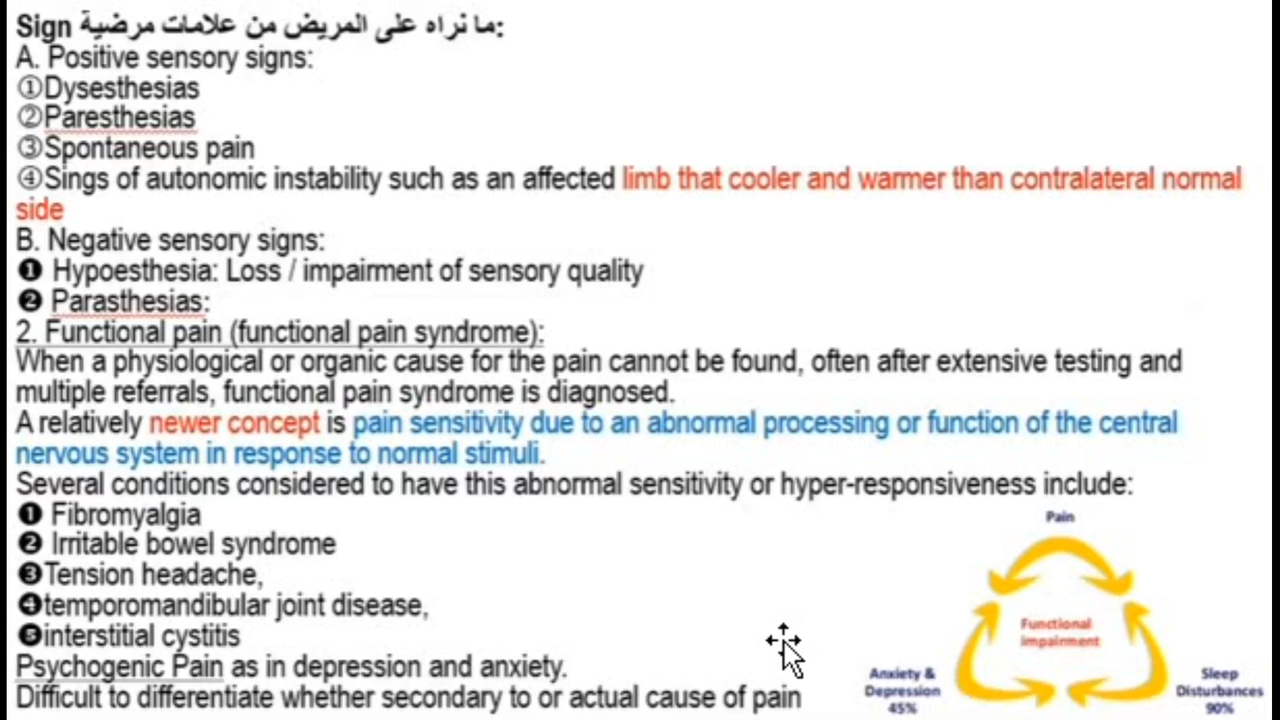 Sign ما نراه على المريض من علامات مرضية:
A. Positive sensory signs:
①Dysesthesias
②Paresthesias
③Spontaneous pain
④Sings of autonomic instability such as an affected limb that cooler and warmer than contralateral normal
side
B. Negative sensory signs:
❶ Hypoesthesia: Loss / impairment of sensory quality
❷ Parasthesias:
2. Functional pain (functional pain syndrome):
When a physiological or organic cause for the pain cannot be found, often after extensive testing and
multiple referrals, functional pain syndrome is diagnosed.
A relatively newer concept is pain sensitivity due to an abnormal processing or function of the central
nervous system in response to normal stimuli.
Several conditions considered to have this abnormal sensitivity or hyper-responsiveness include:
❶ Fibromyalgia
❷ Irritable bowel syndrome
❸Tension headache,
❹temporomandibular joint disease,
❺interstitial cystitis
Psychogenic Pain as in depression and anxiety.
Difficult to differentiate whether secondary to or actual cause of pain
Pain
Functional
impairment
Anxiety &
Depression
45%
Sleep
Disturbances
90%